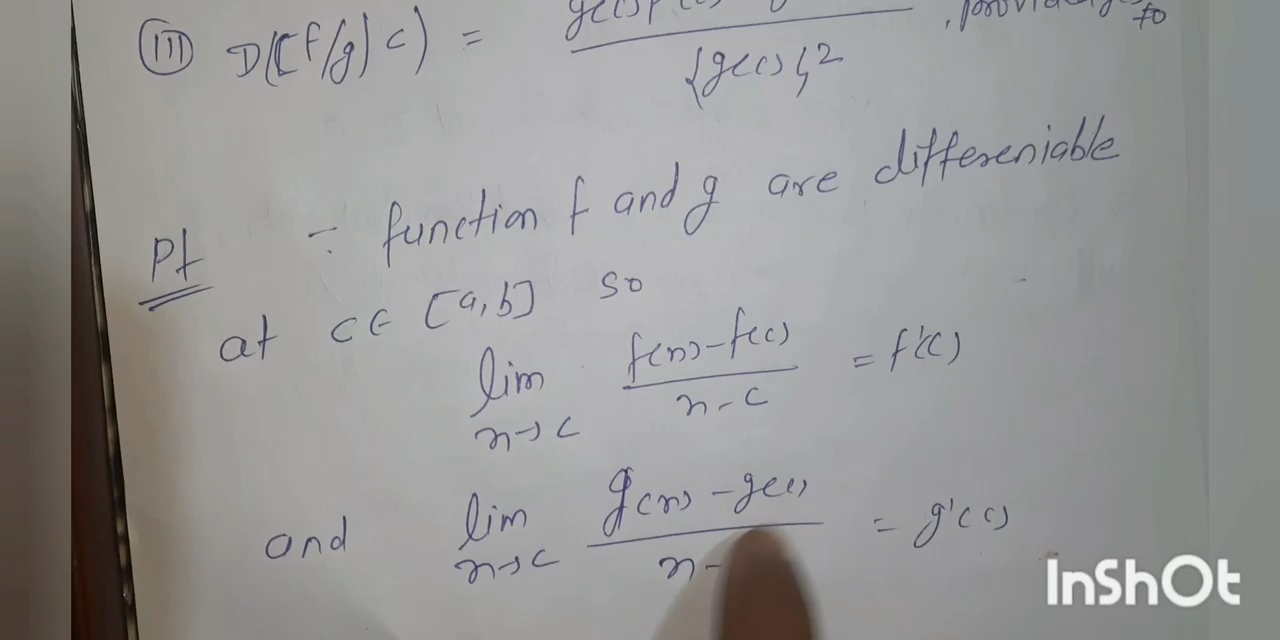 (III) D((f/g) c) = , provided
{g(c)}² ≠0
Pf ∵ function f and g are differeniable
at c∈ [a,b] so
lim f(x)-f(c) = f'(c)
x→c x-c
and lim g(x)-g(c) = g'(c)
x→c x-
InShOt